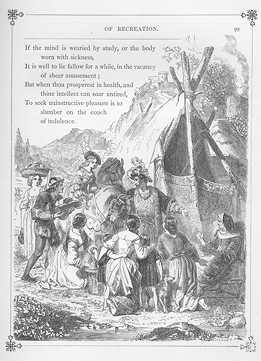 OF RECREATION. 99
If the mind is wearied by study, or the body
worn with sickness,
It is well to lie fallow for a while, in the vacancy
of sheer amusement;
But when thou prosperest in health, and
thine intellect can soar untired,
To seek uninstructive pleasure is to
slumber on the couch
of indolence.